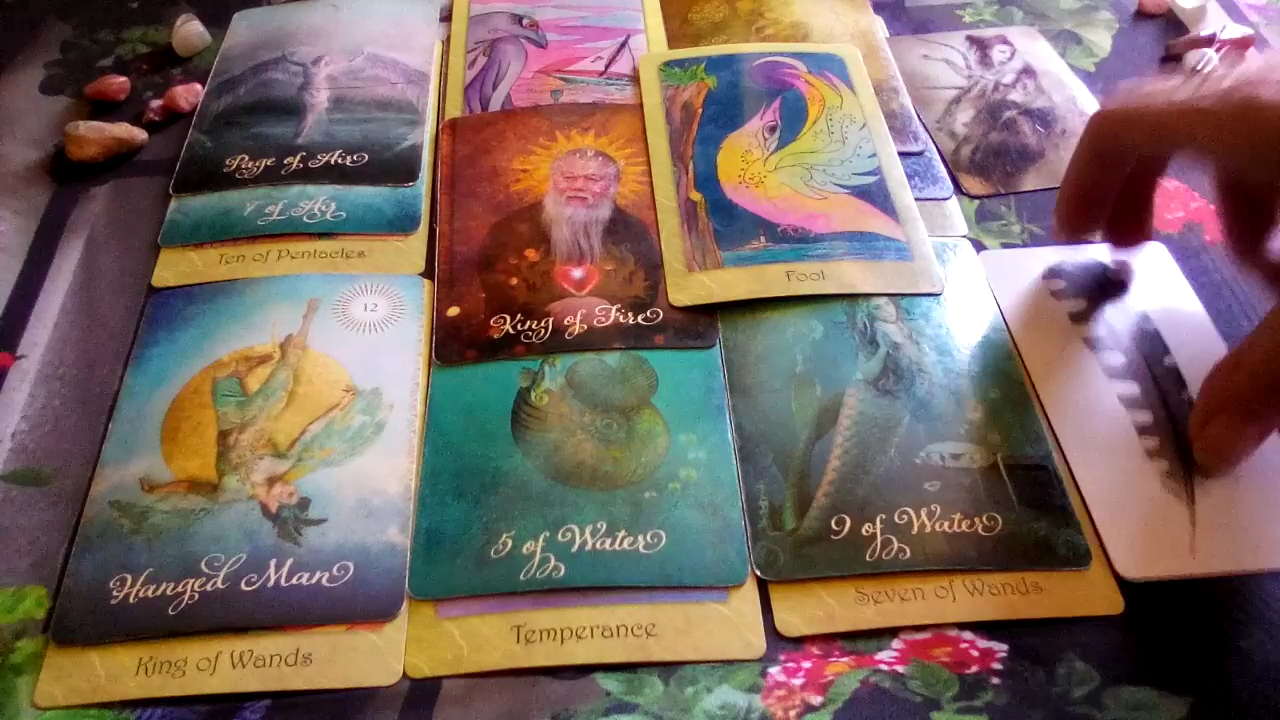 Page of Air
7 of Air
Ten of Pentacles
King of Fire
Fool
12
Hanged Man
5 of Water
9 of Water
King of Wands
Temperance
Seven of Wands